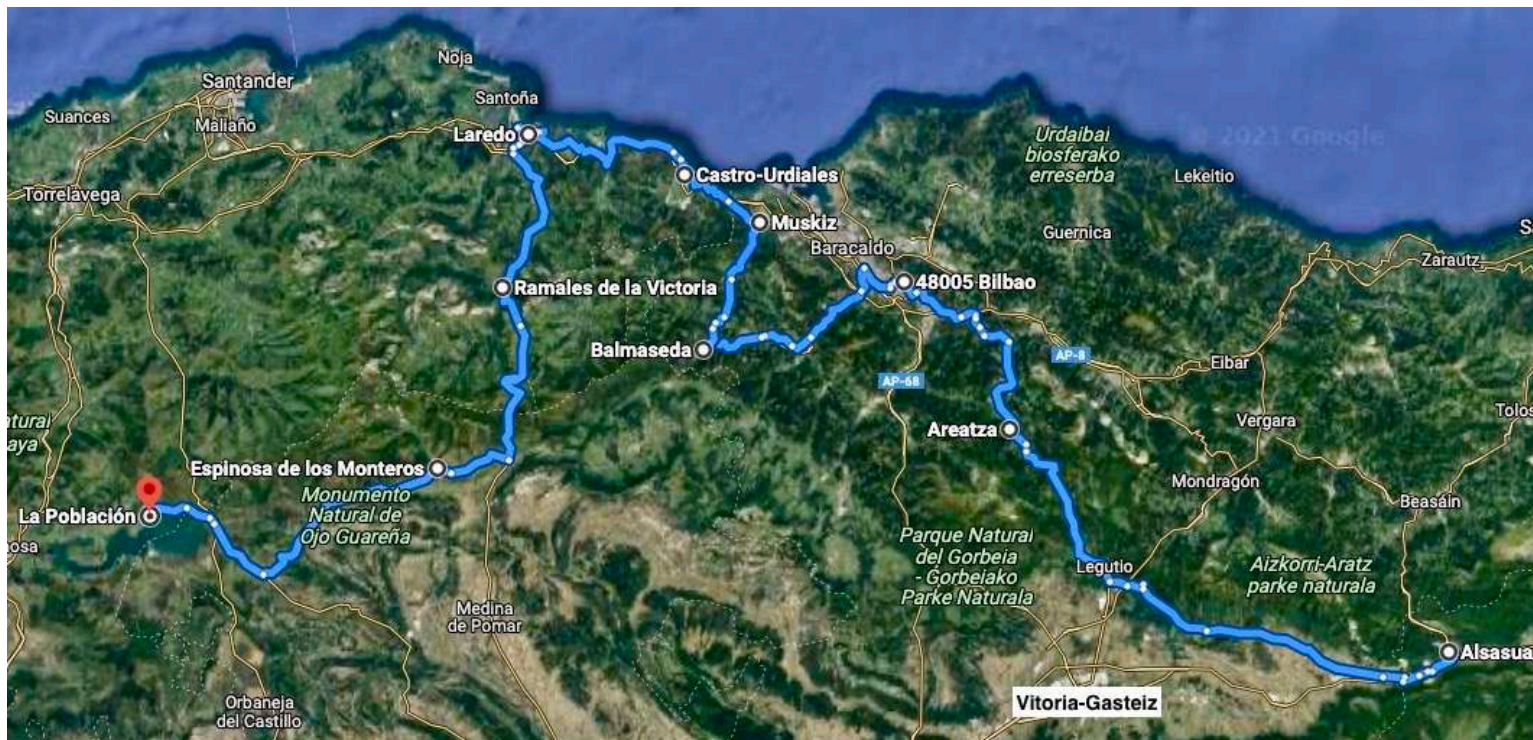 Noja
Santander
Suances
Maliaño
Santoña
Laredo
Urdaibai
biosferako
erreserba
2021 Google
Lekeitio
Torrelavega
Castro-Urdiales
Muskiz
Guernica
Baracaldo
Zarautz
Ramales de la Victoria
48005 Bilbao
Balmaseda
AP-8
Eibar
AP-68
Vergara
Areatza
Espinosa de los Monteros
Monumento
Natural de
Ojo Guareña
La Población
Mondragón
Beasáin
Parque Natural
del Gorbeia
- Gorbeiako
Parke Naturala
Legutio
Aizkorri-Aratz
parke naturala
Medina
de Pomar
Alsasua
Orbaneja
del Castillo
Vitoria-Gasteiz